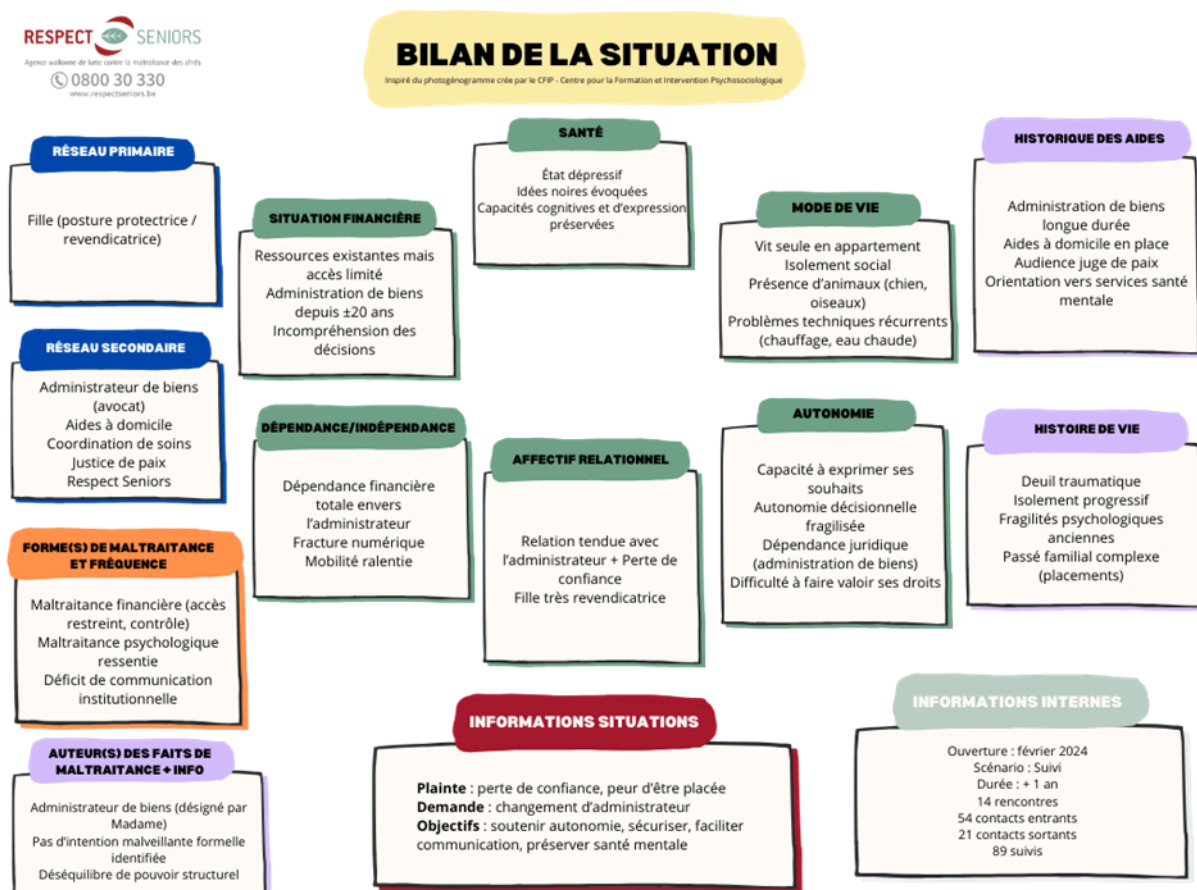 RESPECT SENIORS
Agence wallonne de lutte contre la maltraitance des aînés
0800 30 330
www.respectseniors.be
BILAN DE LA SITUATION
Inspiré du photogénogramme crée par le CFIP - Centre pour la Formation et Intervention Psychosociologique
RÉSEAU PRIMAIRE
Fille (posture protectrice /
revendicatrice)
SITUATION FINANCIÈRE
Ressources existantes mais
accès limité
Administration de biens
depuis ±20 ans
Incompréhension des
décisions
SANTÉ
État dépressif
Idées noires évoquées
Capacités cognitives et d'expression
préservées
MODE DE VIE
Vit seule en appartement
Isolement social
Présence d'animaux (chien,
oiseaux)
Problèmes techniques récurrents
(chauffage, eau chaude)
HISTORIQUE DES AIDES
Administration de biens
longue durée
Aides à domicile en place
Audience juge de paix
Orientation vers services santé
mentale
RÉSEAU SECONDAIRE
Administrateur de biens
(avocat)
Aides à domicile
Coordination de soins
Justice de paix
Respect Seniors
DÉPENDANCE/INDÉPENDANCE
Dépendance financière
totale envers
l'administrateur
Fracture numérique
Mobilité ralentie
AFFECTIF RELATIONNEL
Relation tendue avec
l'administrateur + Perte de
confiance
Fille très revendicatrice
AUTONOMIE
Capacité à exprimer ses
souhaits
Autonomie décisionnelle
fragilisée
Dépendance juridique
(administration de biens)
Difficulté à faire valoir ses droits
HISTOIRE DE VIE
Deuil traumatique
Isolement progressif
Fragilités psychologiques
anciennes
Passé familial complexe
(placements)
FORME(S) DE MALTRAITANCE
ET FRÉQUENCE
Maltraitance financière (accès
restreint, contrôle)
Maltraitance psychologique
ressentie
Déficit de communication
institutionnelle
AUTEUR(S) DES FAITS DE
MALTRAITANCE + INFO
Administrateur de biens (désigné par
Madame)
Pas d'intention malveillante formelle
identifiée
Déséquilibre de pouvoir structurel
INFORMATIONS SITUATIONS
Plainte : perte de confiance, peur d'être placée
Demande : changement d'administrateur
Objectifs : soutenir autonomie, sécuriser, faciliter
communication, préserver santé mentale
INFORMATIONS INTERNES
Ouverture : février 2024
Scénario : Suivi
Durée : + 1 an
14 rencontres
54 contacts entrants
21 contacts sortants
89 suivis